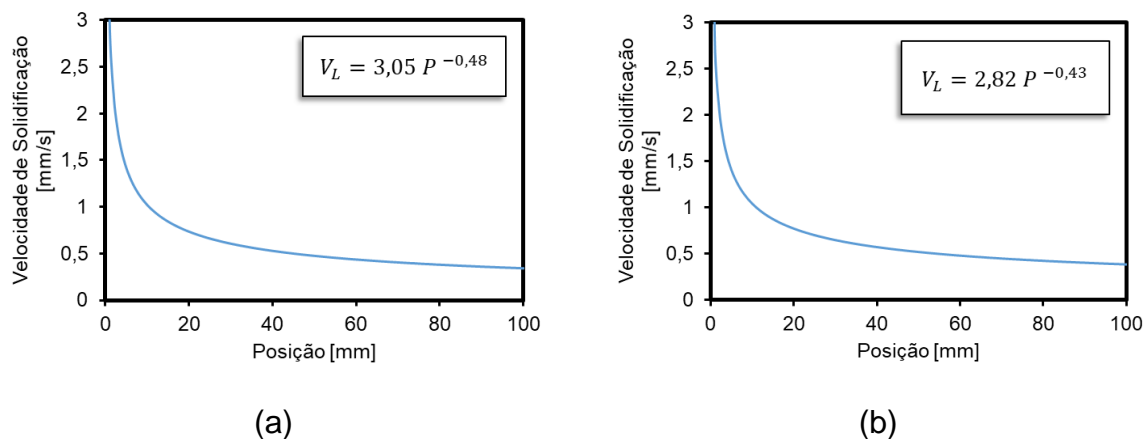 Velocidade de Solidificação
[mm/s]
3
2,5
2
1,5
1
0,5
0
V_L = 3,05 P^{-0,48}
0 20 40 60 80 100
Posição [mm]
(a)
Velocidade de Solidificação
[mm/s]
3
2,5
2
1,5
1
0,5
0
V_L = 2,82 P^{-0,43}
0 20 40 60 80 100
Posição [mm]
(b)